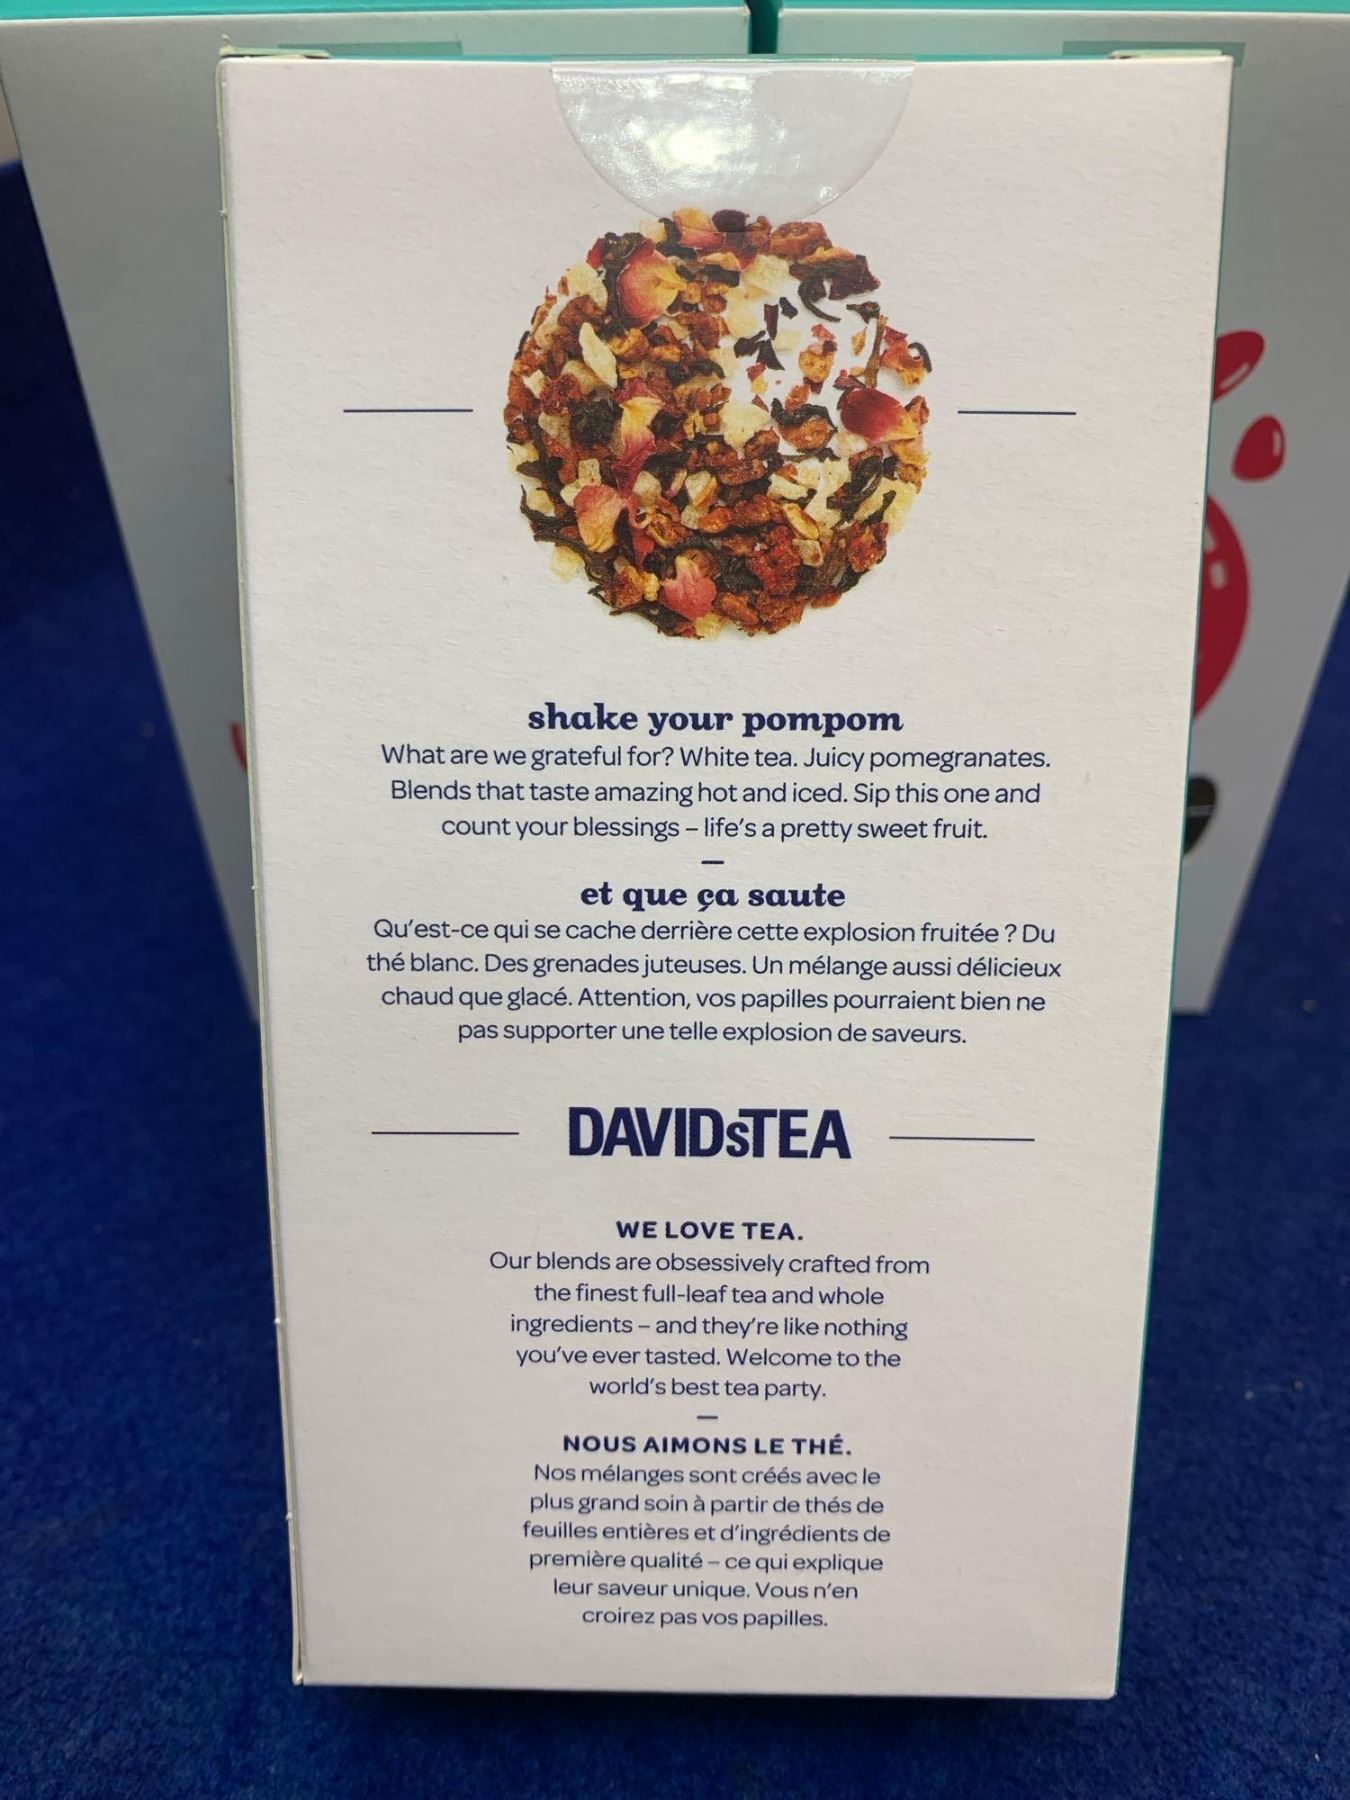 shake your pompom
What are we grateful for? White tea. Juicy pomegranates.
Blends that taste amazing hot and iced. Sip this one and
count your blessings – life's a pretty sweet fruit.
—
et que ça saute
Qu'est-ce qui se cache derrière cette explosion fruitée ? Du
thé blanc. Des grenades juteuses. Un mélange aussi délicieux
chaud que glacé. Attention, vos papilles pourraient bien ne
pas supporter une telle explosion de saveurs.
DAVIDsTEA
WE LOVE TEA.
Our blends are obsessively crafted from
the finest full-leaf tea and whole
ingredients – and they're like nothing
you've ever tasted. Welcome to the
world's best tea party.
—
NOUS AIMONS LE THÉ.
Nos mélanges sont créés avec le
plus grand soin à partir de thés de
feuilles entières et d'ingrédients de
première qualité – ce qui explique
leur saveur unique. Vous n'en
croirez pas vos papilles.